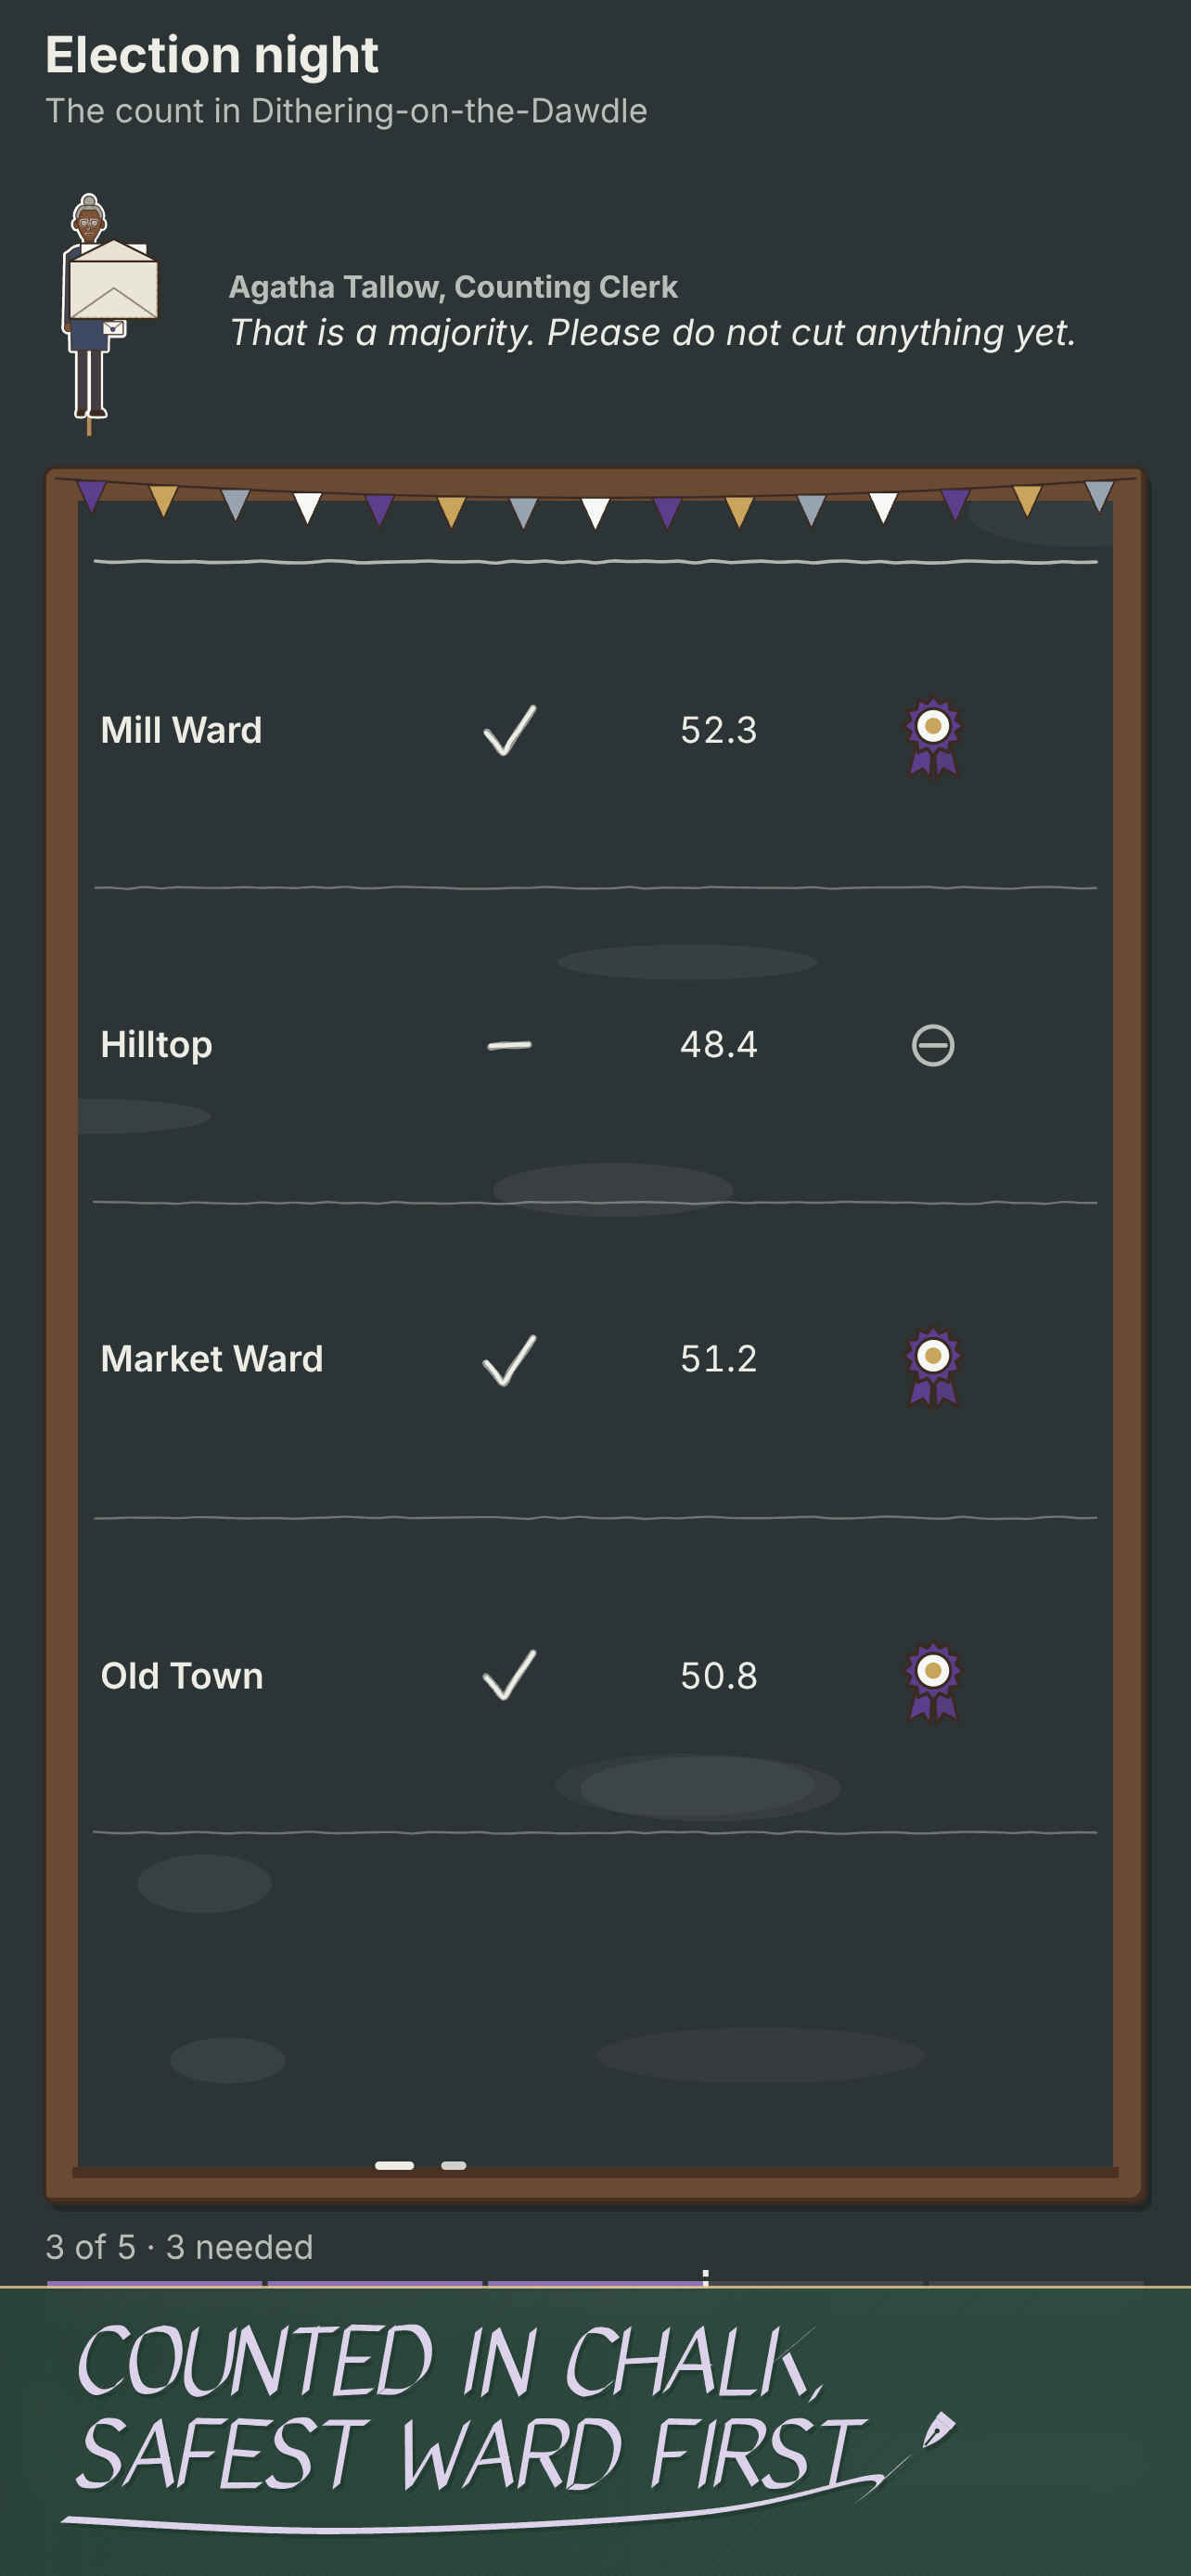 Election night
The count in Dithering-on-the-Dawdle
Agatha Tallow, Counting Clerk
That is a majority. Please do not cut anything yet.
Mill Ward 52.3
Hilltop 48.4
Market Ward 51.2
Old Town 50.8
3 of 5 · 3 needed
COUNTED IN CHALK,
SAFEST WARD FIRST